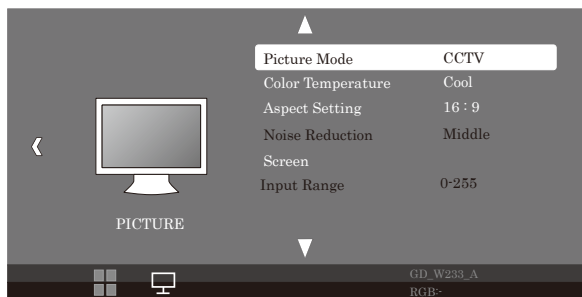 Picture Mode CCTV
Color Temperature Cool
Aspect Setting 16 : 9
Noise Reduction Middle
Screen
Input Range 0-255
PICTURE
GD_W233_A
RGB:-